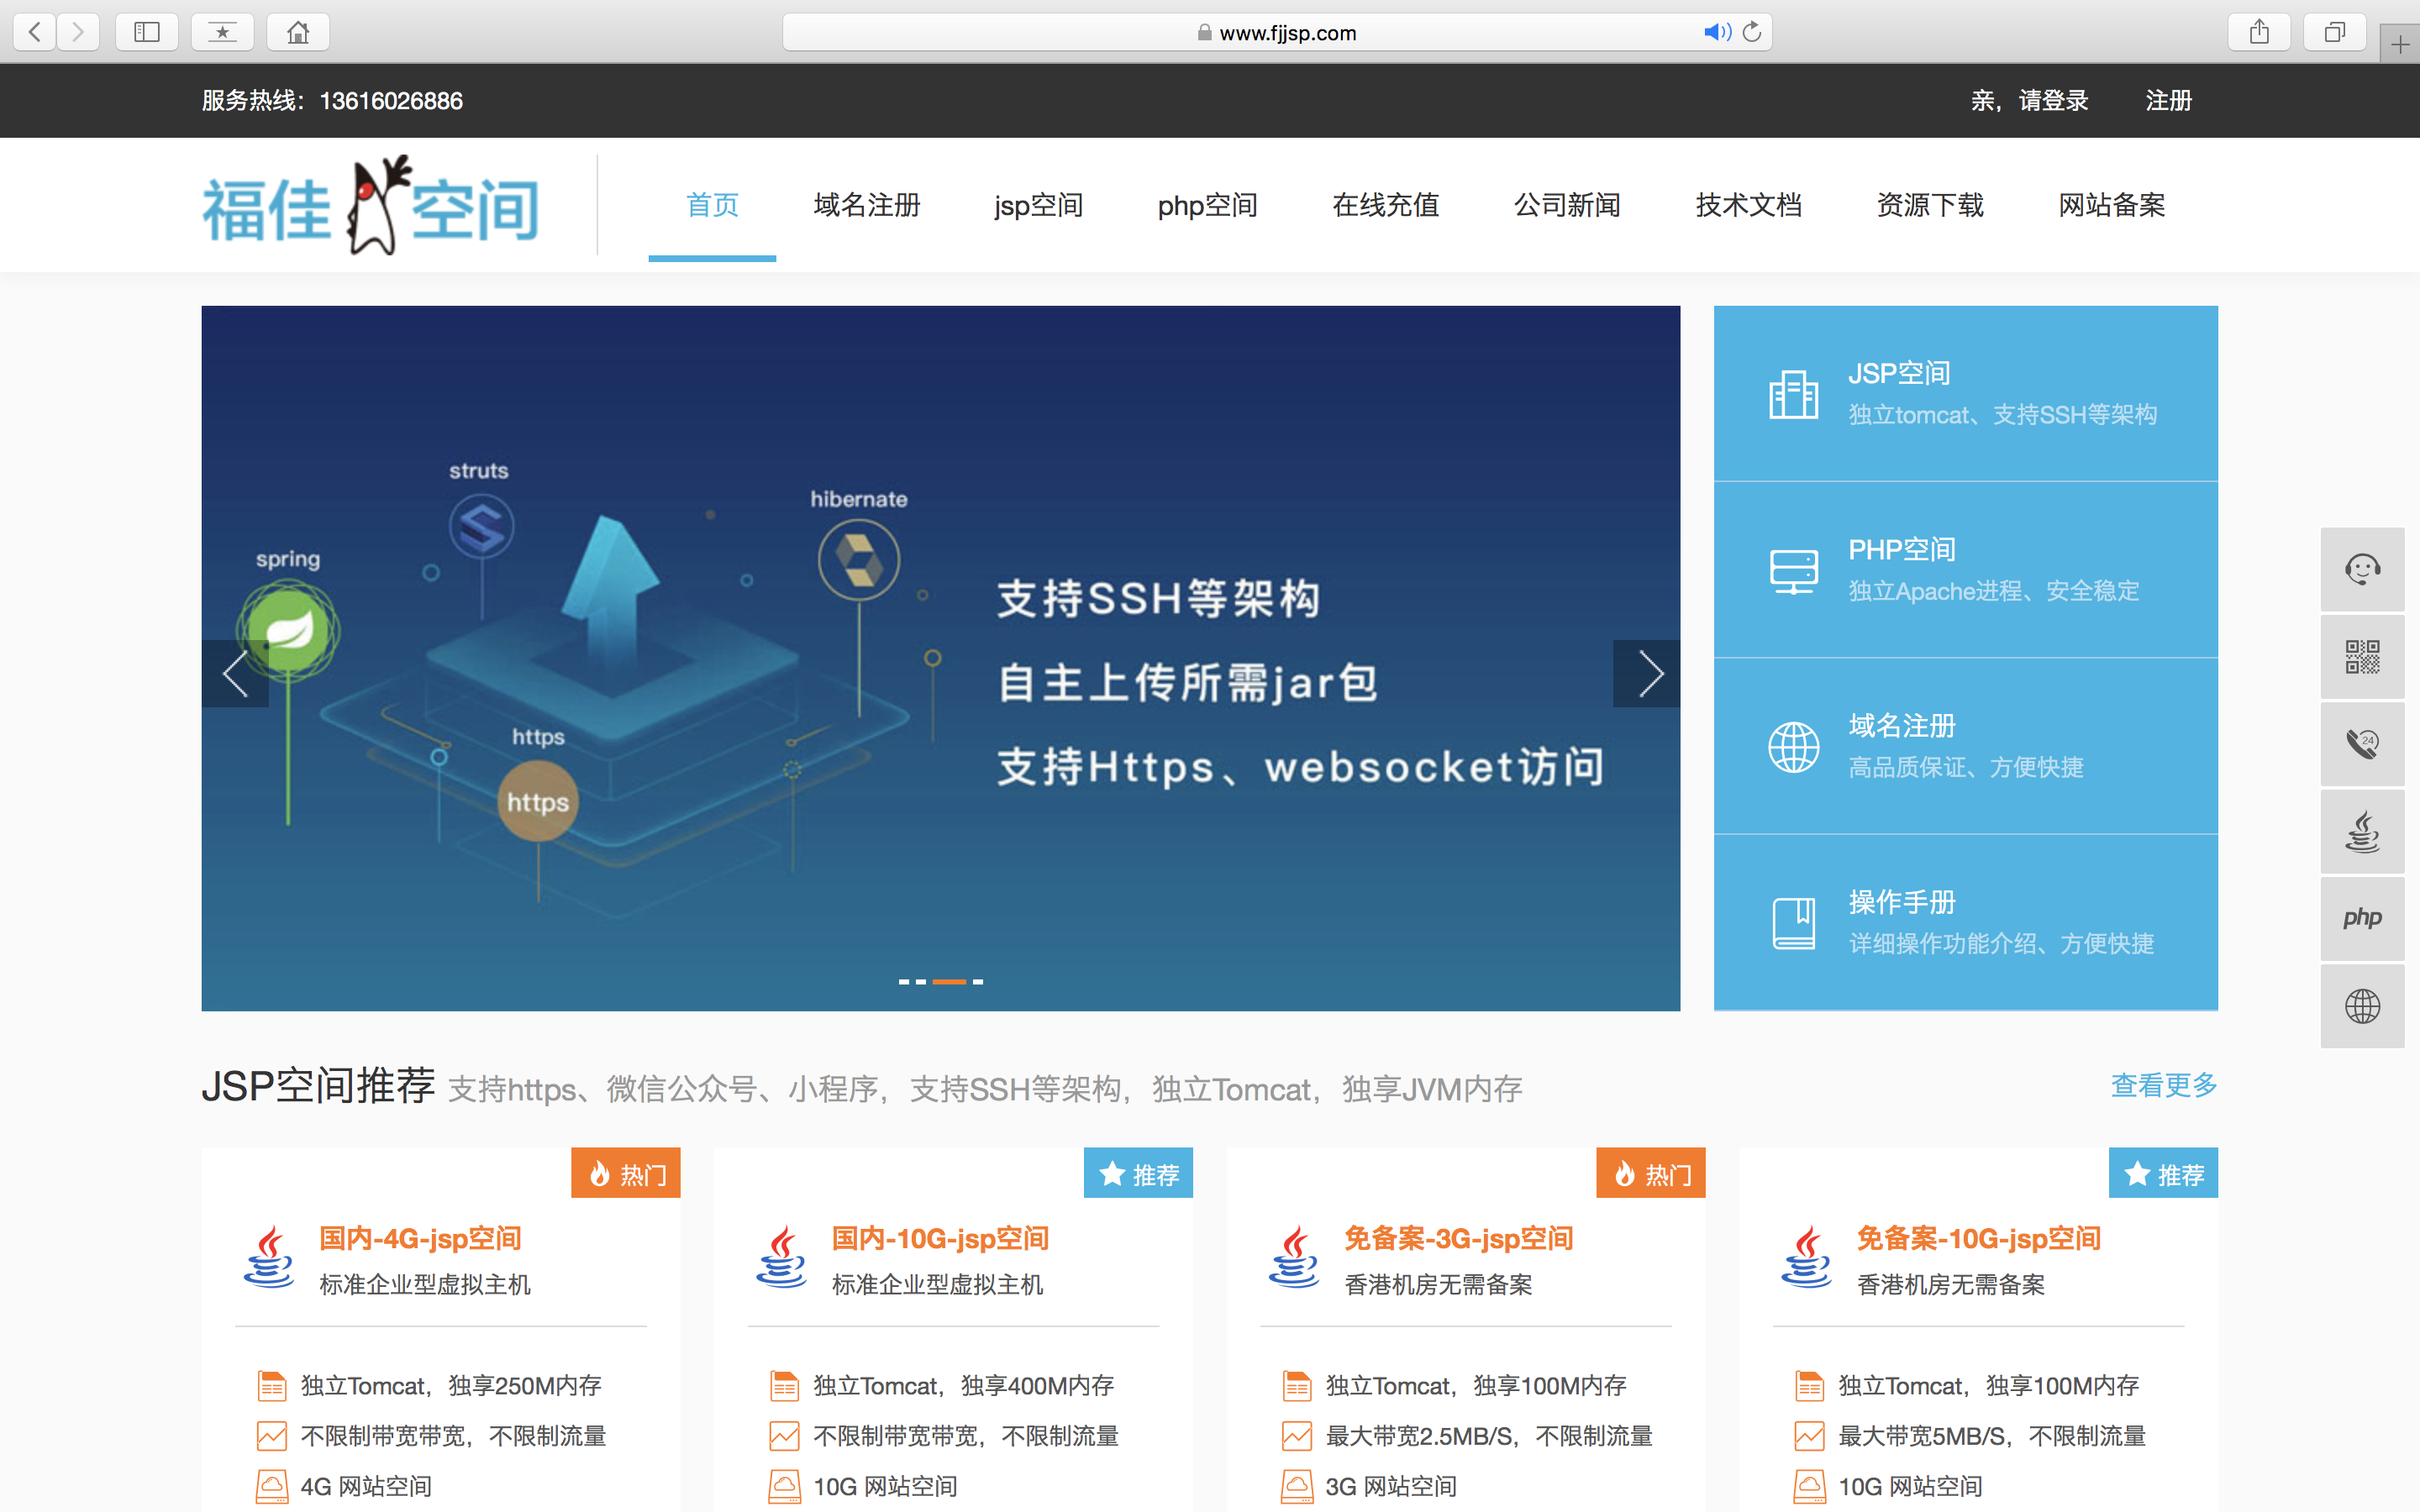 www.fjjsp.com
服务热线：13616026886
亲，请登录 注册
福佳空间
首页 域名注册 jsp空间 php空间 在线充值 公司新闻 技术文档 资源下载 网站备案
struts
hibernate
spring
https
https
支持SSH等架构
自主上传所需jar包
支持Https、websocket访问
JSP空间
独立tomcat、支持SSH等架构
PHP空间
独立Apache进程、安全稳定
域名注册
高品质保证、方便快捷
操作手册
详细操作功能介绍、方便快捷
24
php
JSP空间推荐 支持https、微信公众号、小程序，支持SSH等架构，独立Tomcat，独享JVM内存
查看更多
热门
国内-4G-jsp空间
标准企业型虚拟主机
独立Tomcat，独享250M内存
不限制带宽带宽，不限制流量
4G 网站空间
推荐
国内-10G-jsp空间
标准企业型虚拟主机
独立Tomcat，独享400M内存
不限制带宽带宽，不限制流量
10G 网站空间
热门
免备案-3G-jsp空间
香港机房无需备案
独立Tomcat，独享100M内存
最大带宽2.5MB/S，不限制流量
3G 网站空间
推荐
免备案-10G-jsp空间
香港机房无需备案
独立Tomcat，独享100M内存
最大带宽5MB/S，不限制流量
10G 网站空间